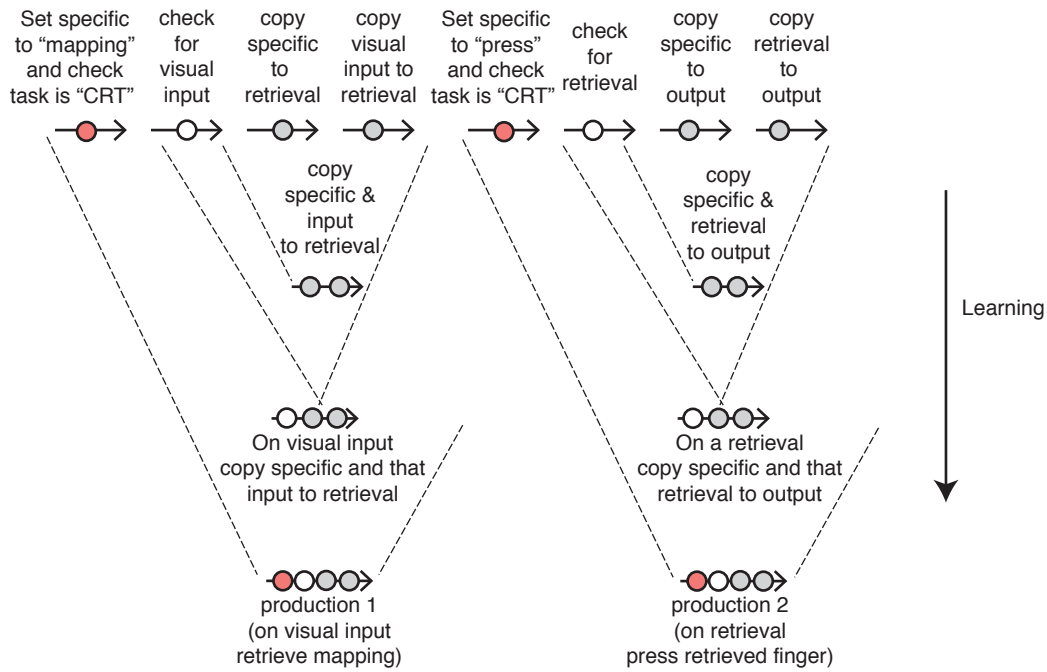 Set specific
to “mapping”
and check
task is “CRT”
check
for
visual
input
copy
specific
to
retrieval
copy
visual
input to
retrieval
Set specific
to “press”
and check
task is “CRT”
check
for
retrieval
copy
specific
to
output
copy
retrieval
to
output
copy
specific &
input
to retrieval
copy
specific &
retrieval
to output
Learning
On visual input
copy specific and that
input to retrieval
On a retrieval
copy specific and that
retrieval to output
production 1
(on visual input
retrieve mapping)
production 2
(on retrieval
press retrieved finger)